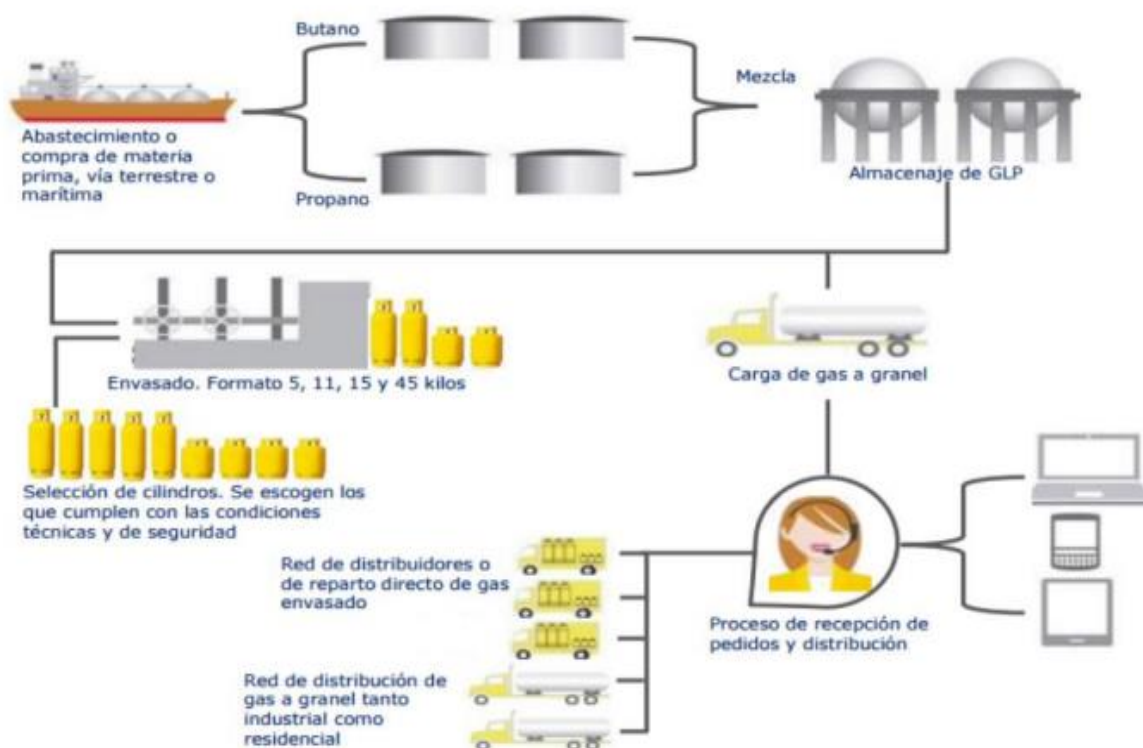 Butano
Mezcla
Abastecimiento o
compra de materia
prima, vía terrestre o
marítima
Propano
Almacenaje de GLP
Envasado. Formato 5, 11, 15 y 45 kilos
Carga de gas a granel
Selección de cilindros. Se escogen los
que cumplen con las condiciones
técnicas y de seguridad
Red de distribuidores o
de reparto directo de gas
envasado
Proceso de recepción de
pedidos y distribución
Red de distribución de
gas a granel tanto
industrial como
residencial